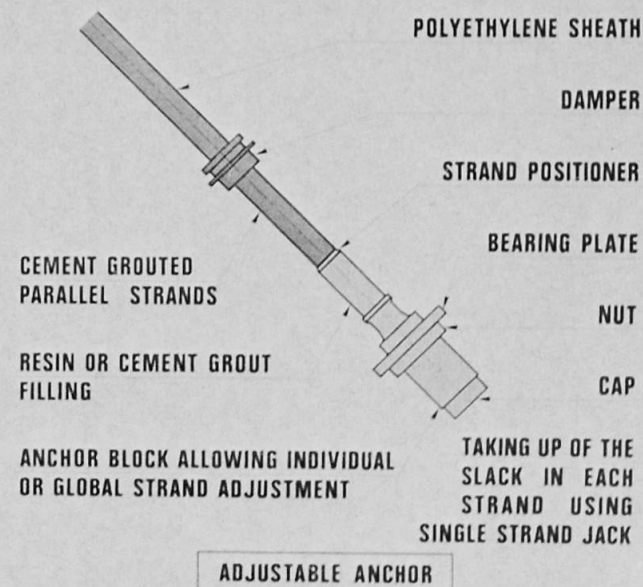 POLYETHYLENE SHEATH
DAMPER
STRAND POSITIONER
BEARING PLATE
NUT
CAP
CEMENT GROUTED
PARALLEL STRANDS
RESIN OR CEMENT GROUT
FILLING
ANCHOR BLOCK ALLOWING INDIVIDUAL
OR GLOBAL STRAND ADJUSTMENT
TAKING UP OF THE
SLACK IN EACH
STRAND USING
SINGLE STRAND JACK
ADJUSTABLE ANCHOR